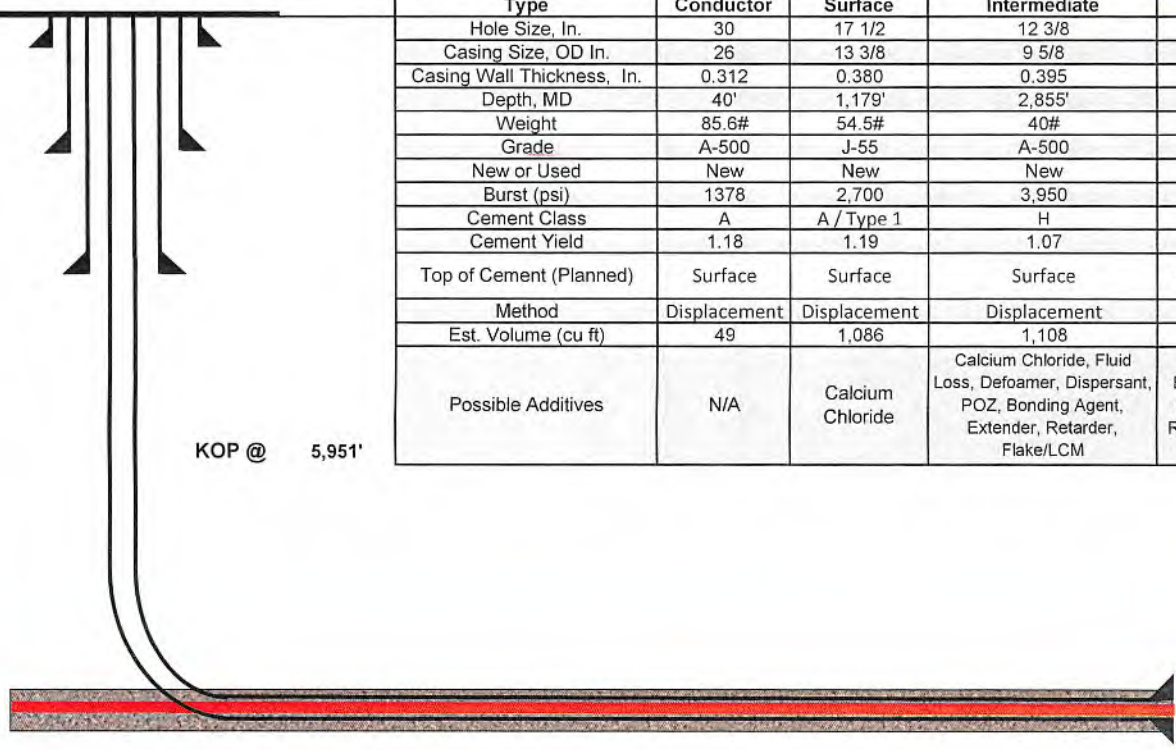 Type Conductor Surface Intermediate
Hole Size, In. 30 17 1/2 12 3/8
Casing Size, OD In. 26 13 3/8 9 5/8
Casing Wall Thickness, In. 0.312 0.380 0.395
Depth, MD 40' 1,179' 2,855'
Weight 85.6# 54.5# 40#
Grade A-500 J-55 A-500
New or Used New New New
Burst (psi) 1378 2,700 3,950
Cement Class A A / Type 1 H
Cement Yield 1.18 1.19 1.07
Top of Cement (Planned) Surface Surface Surface
Method Displacement Displacement Displacement
Est. Volume (cu ft) 49 1,086 1,108
Possible Additives N/A Calcium
Chloride
Calcium Chloride, Fluid
Loss, Defoamer, Dispersant,
POZ, Bonding Agent,
Extender, Retarder,
Flake/LCM
KOP @ 5,951'